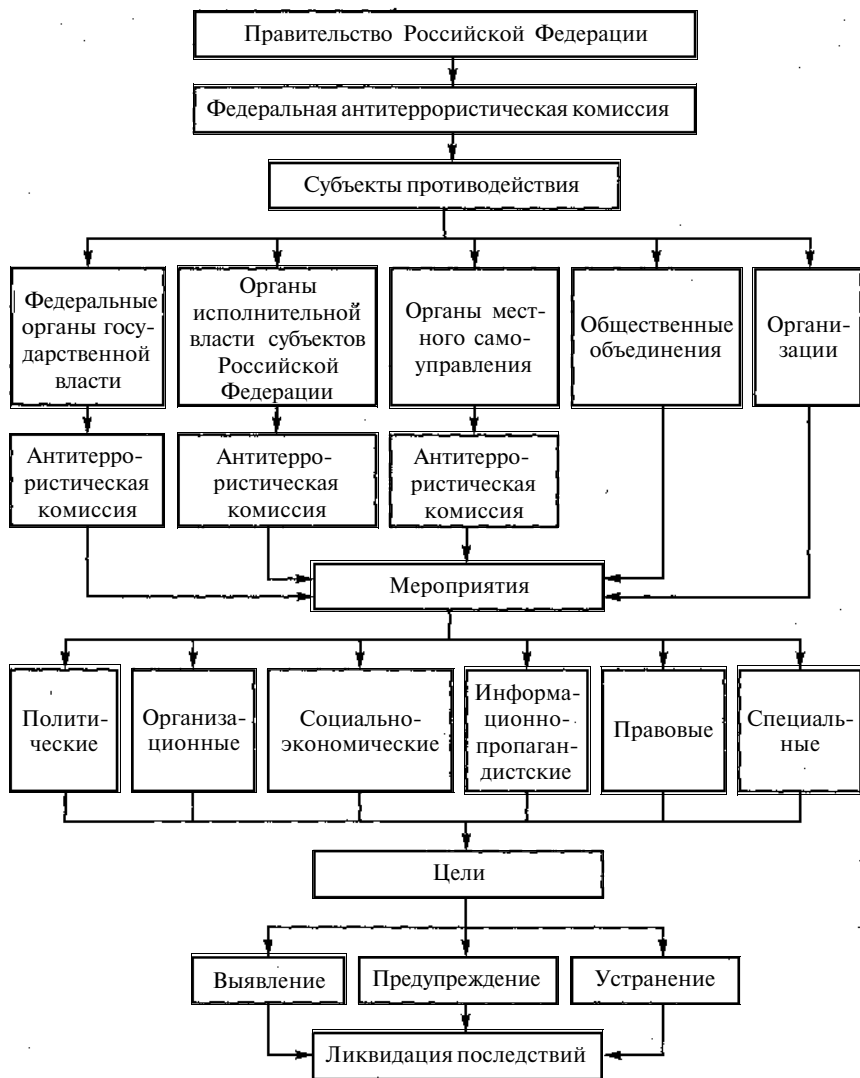 Правительство Российской Федерации
Федеральная антитеррористическая комиссия
Субъекты противодействия
Федеральные
органы госу-
дарственной
власти
Органы
исполнительной
власти субъектов
Российской
Федерации
Органы мест-
ного само-
управления
Общественные
объединения
Органи-
зации
Антитерро-
ристическая
комиссия
Антитерро-
ристическая
комиссия
Антитерро-
ристическая
комиссия
Мероприятия
Полити-
ческие
Организа-
ционные
Социально-
экономические
Информа-
ционно-
пропаган-
дистские
Правовые
Специаль-
ные
Цели
Выявление
Предупреждение
Устранение
Ликвидация последствий